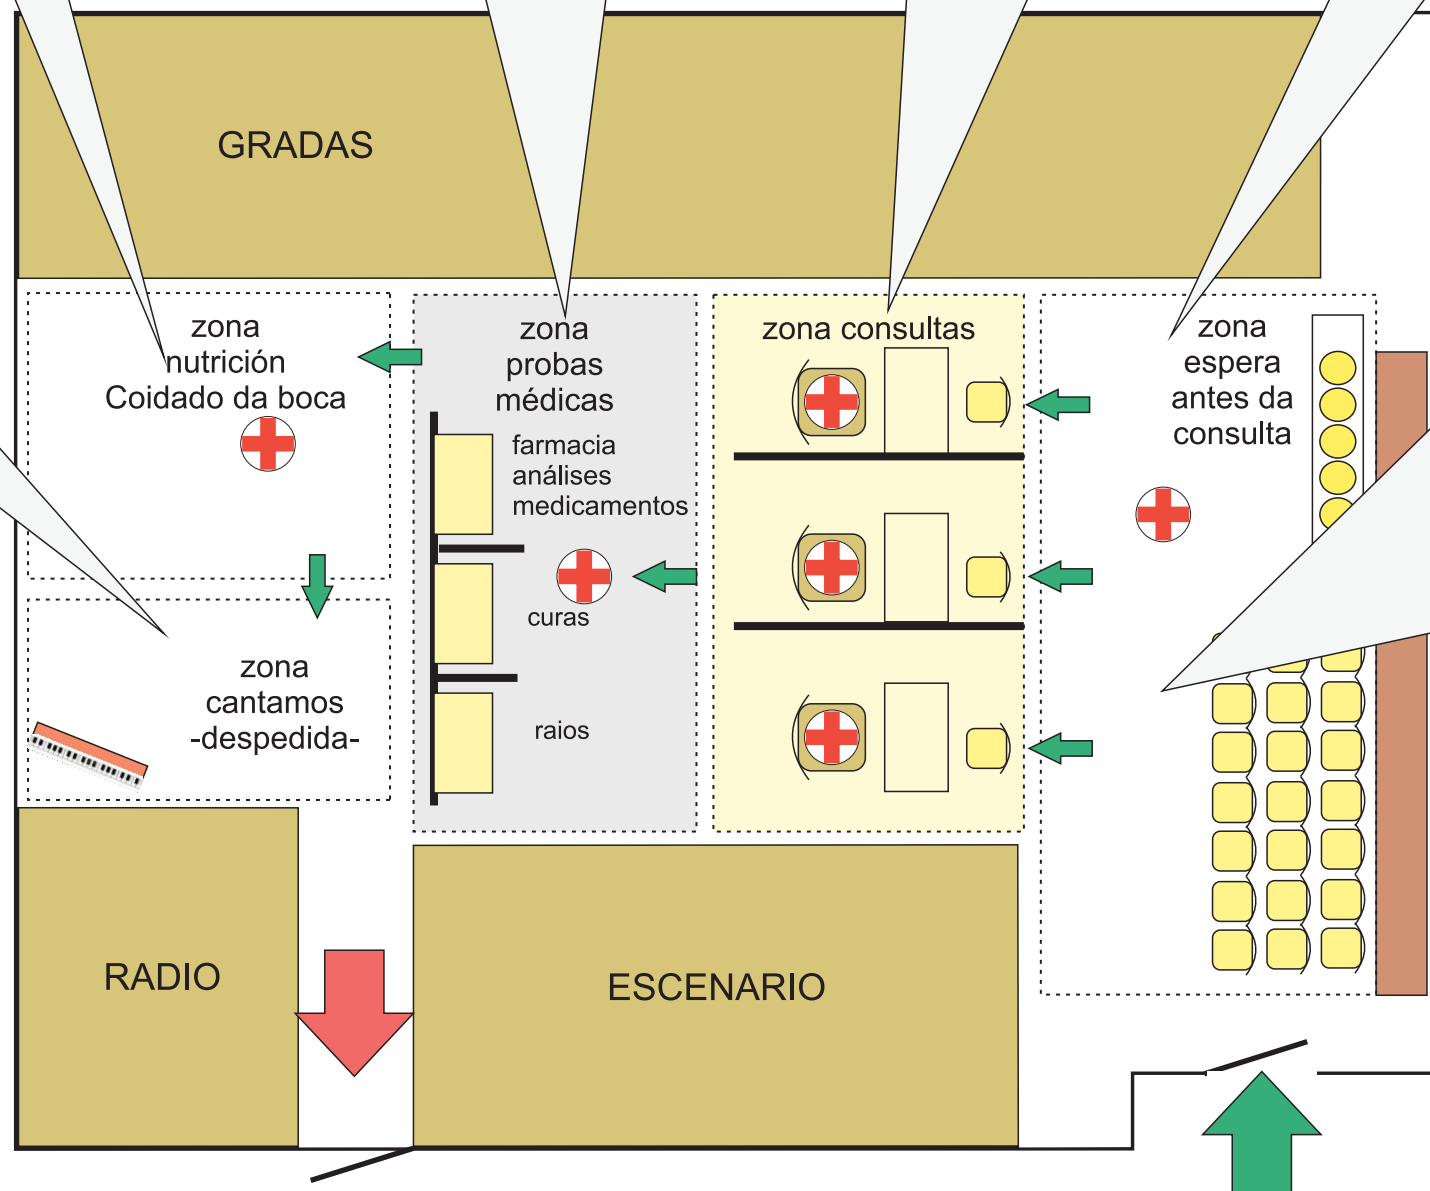 GRADAS
zona
nutrición
Coidado da boca
zona
probas
médicas
farmacia
análises
medicamentos
curas
raios
zona consultas
zona
espera
antes da
consulta
zona
cantamos
-despedida-
RADIO
ESCENARIO